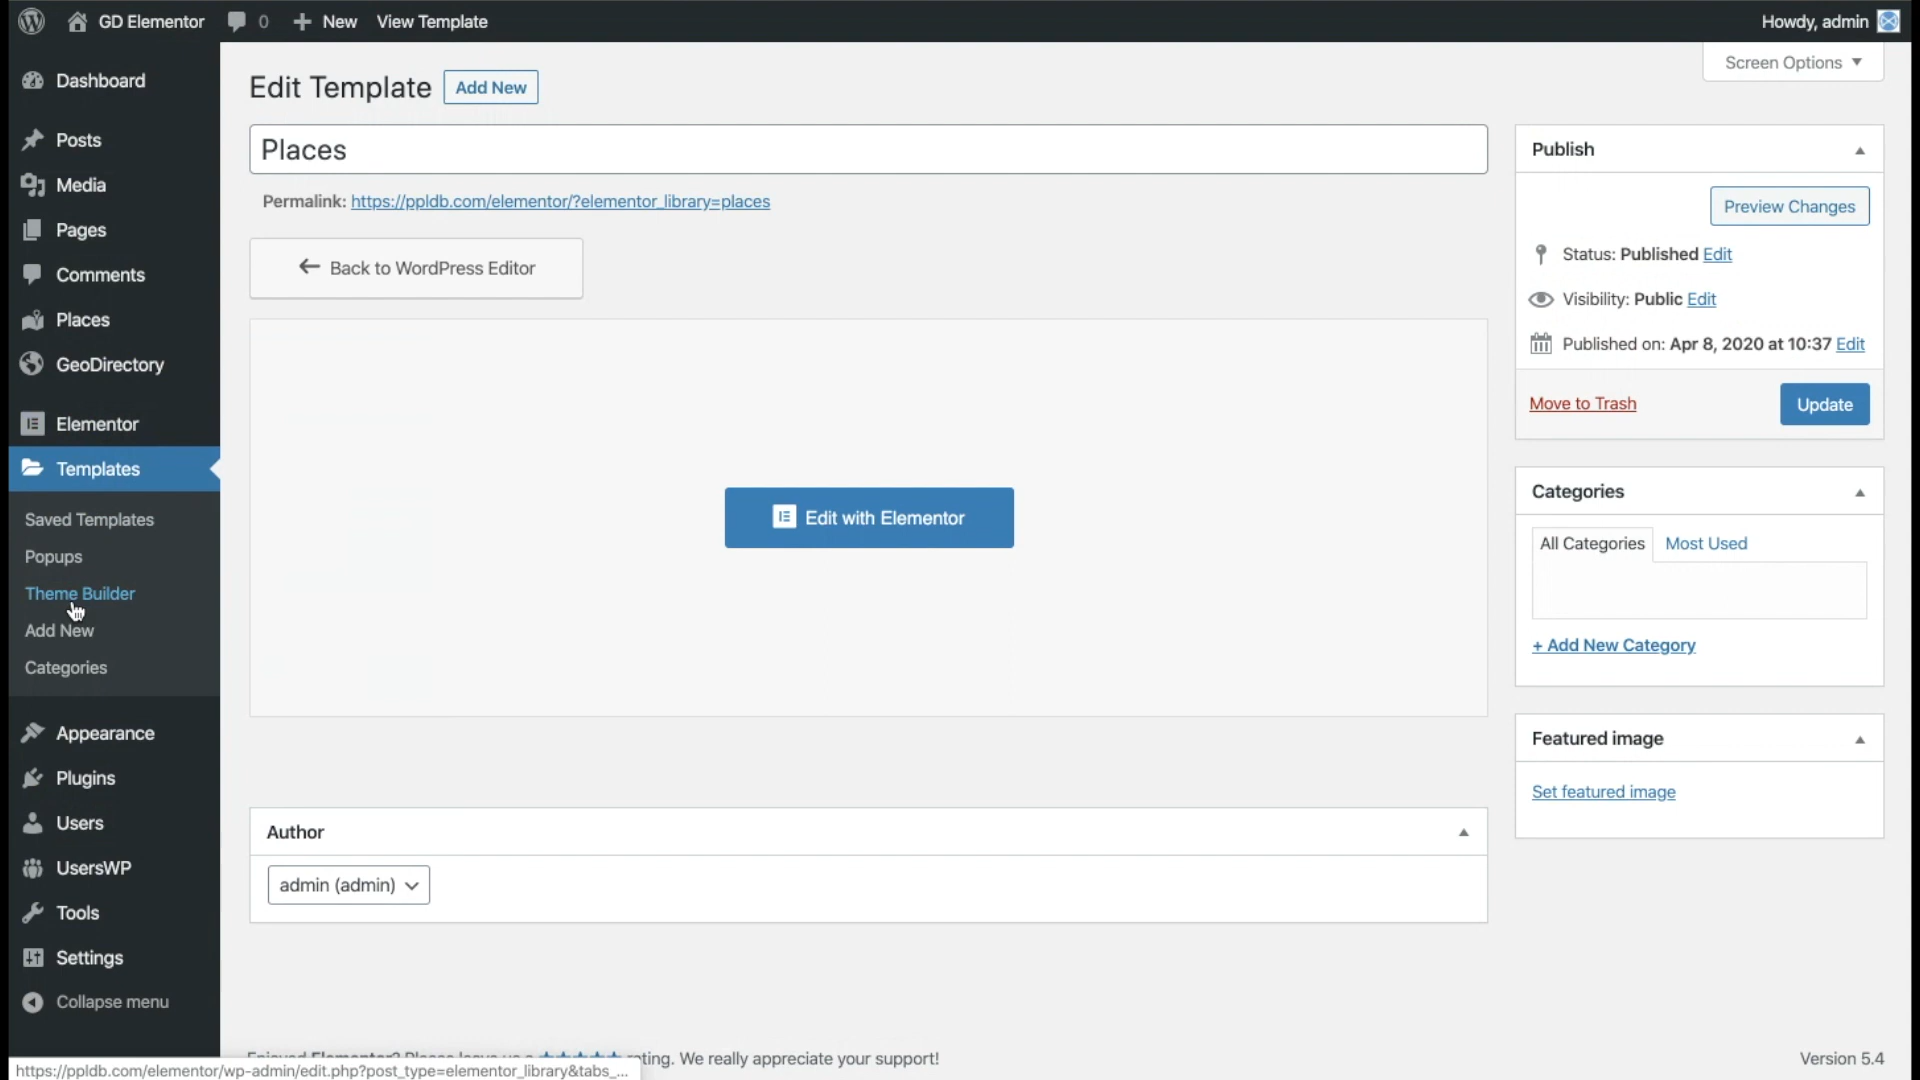 GD Elementor
0
New
View Template
Howdy, admin
Screen Options
Dashboard
Posts
Media
Pages
Comments
Places
GeoDirectory
Elementor
Templates
Saved Templates
Popups
Theme Builder
Add New
Categories
Appearance
Plugins
Users
UsersWP
Tools
Settings
Collapse menu
Edit Template
Add New
Places
Permalink: https://ppldb.com/elementor/?elementor_library=places
Back to WordPress Editor
Edit with Elementor
Author
admin (admin)
Publish
Preview Changes
Status: Published Edit
Visibility: Public Edit
Published on: Apr 8, 2020 at 10:37 Edit
Move to Trash
Update
Categories
All Categories
Most Used
+ Add New Category
Featured image
Set featured image
We really appreciate your support!
Version 5.4
https://ppldb.com/elementor/wp-admin/edit.php?post_type=elementor_library&tabs_...